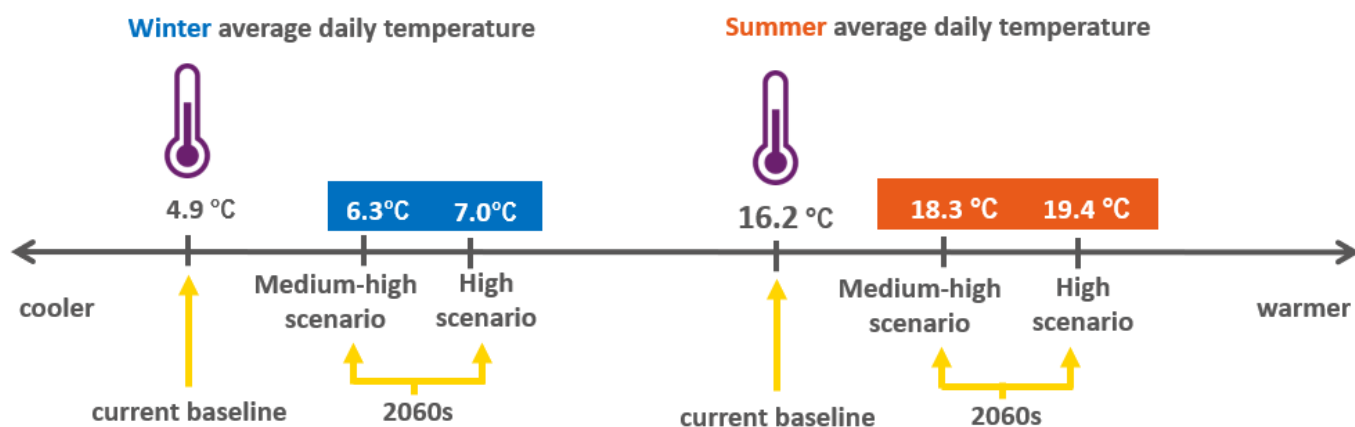 Winter average daily temperature
Summer average daily temperature
4.9 °C
6.3°C
7.0°C
16.2 °C
18.3 °C
19.4 °C
cooler
Medium-high
scenario
High
scenario
Medium-high
scenario
High
scenario
warmer
current baseline
2060s
current baseline
2060s